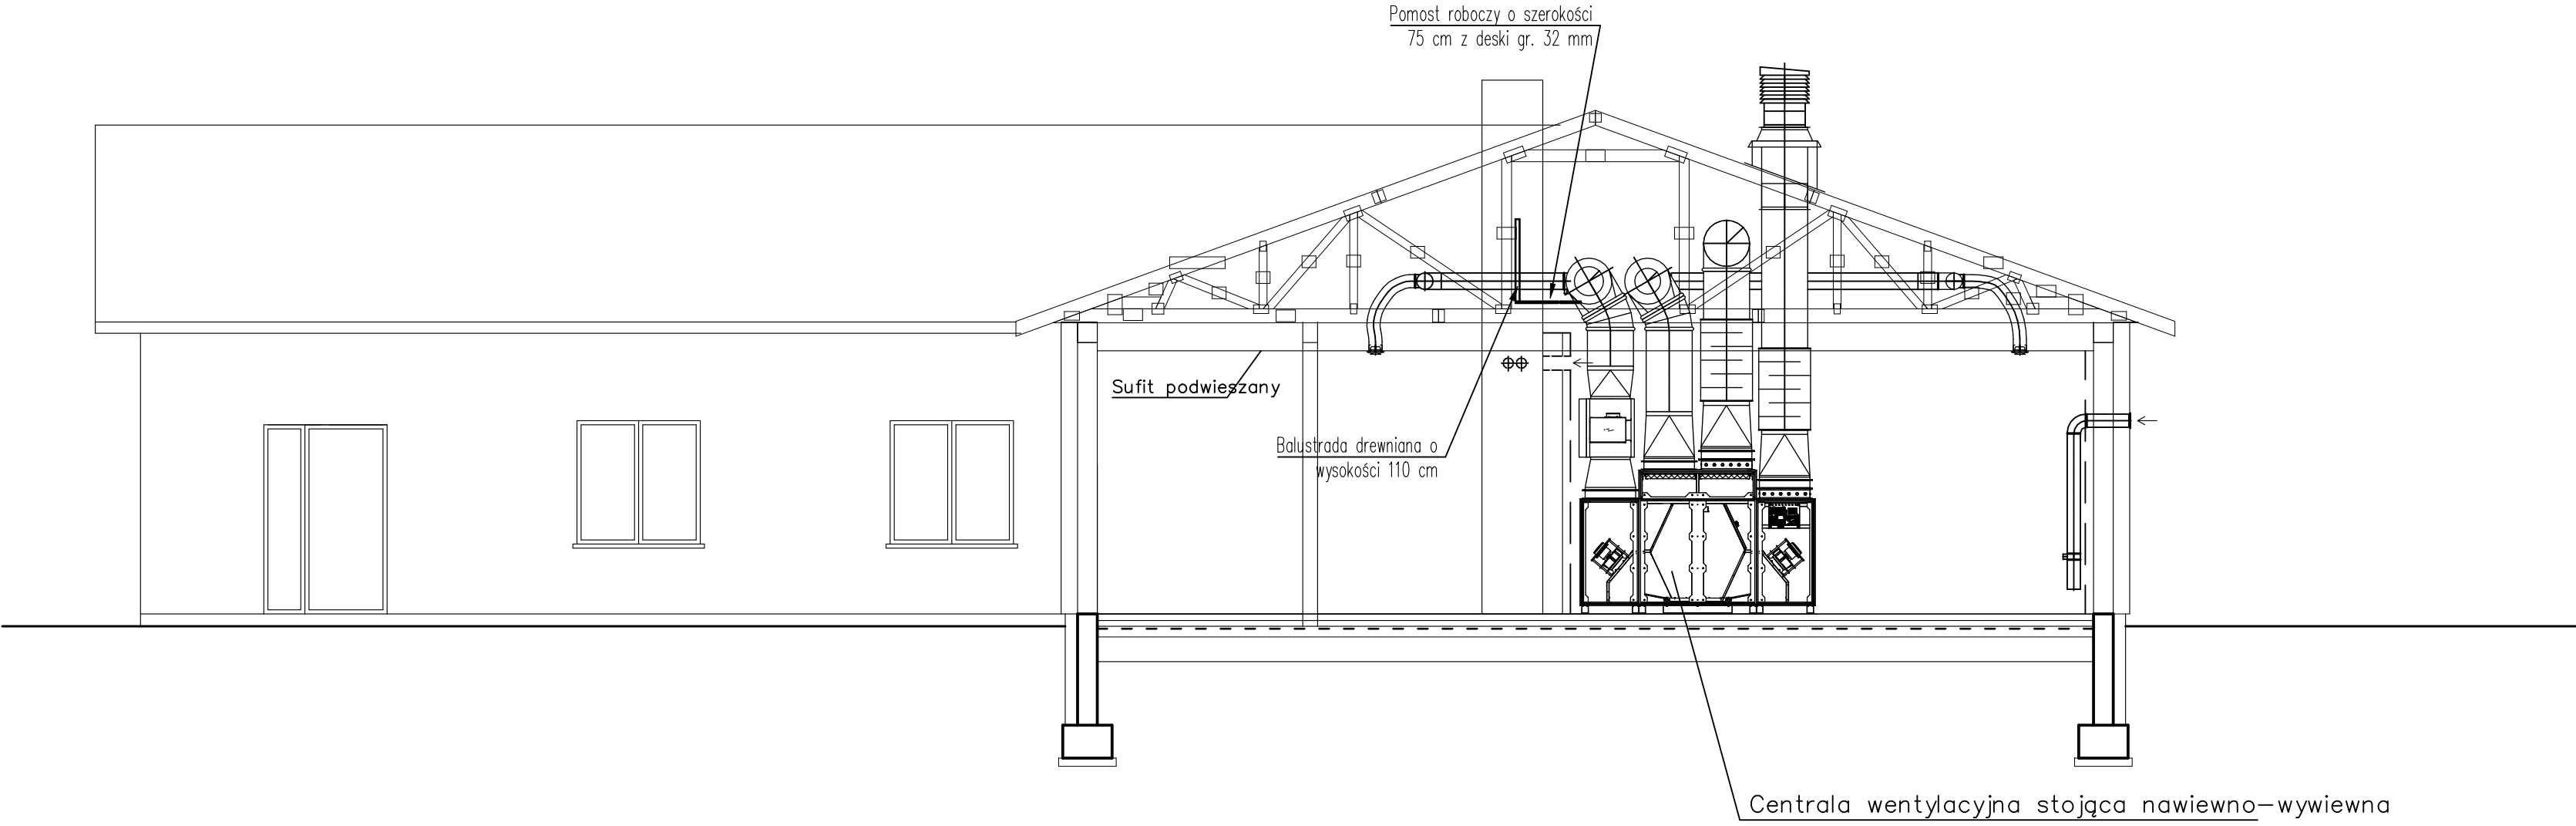 Pomost roboczy o szerokości
75 cm z deski gr. 32 mm
Sufit podwieszany
Balustrada drewniana o
wysokości 110 cm
Centrala wentylacyjna stojąca nawiewno-wywiewna